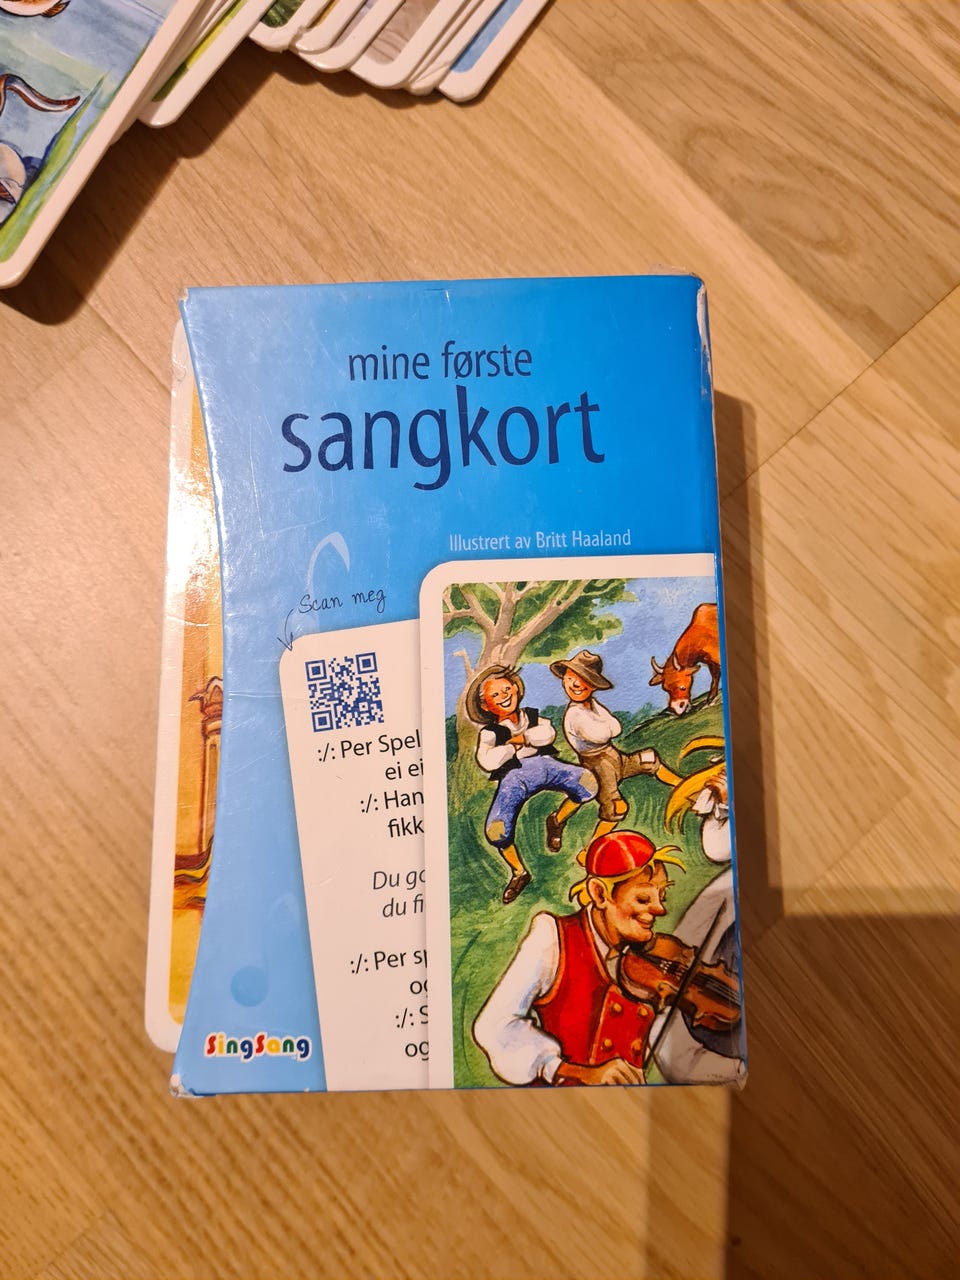 mine første
sangkort
Illustrert av Britt Haaland
Scan meg
:/: Per Spel
ei ei
:/: Han
fikk
Du go
du fi
:/: Per sp
og
:/: S
og
SingSang